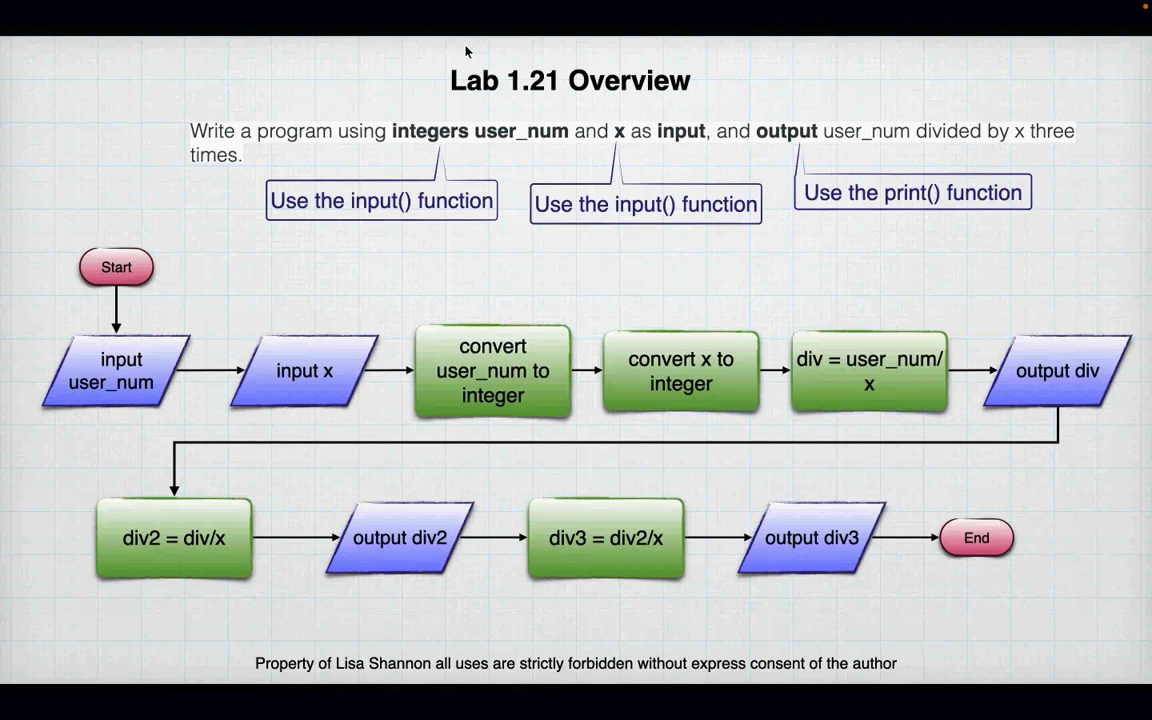 Lab 1.21 Overview
Write a program using integers user_num and x as input, and output user_num divided by x three
times.
Use the input() function
Use the input() function
Use the print() function
Start
input
user_num
input x
convert
user_num to
integer
convert x to
integer
div = user_num/
x
output div
div2 = div/x
output div2
div3 = div2/x
output div3
End
Property of Lisa Shannon all uses are strictly forbidden without express consent of the author